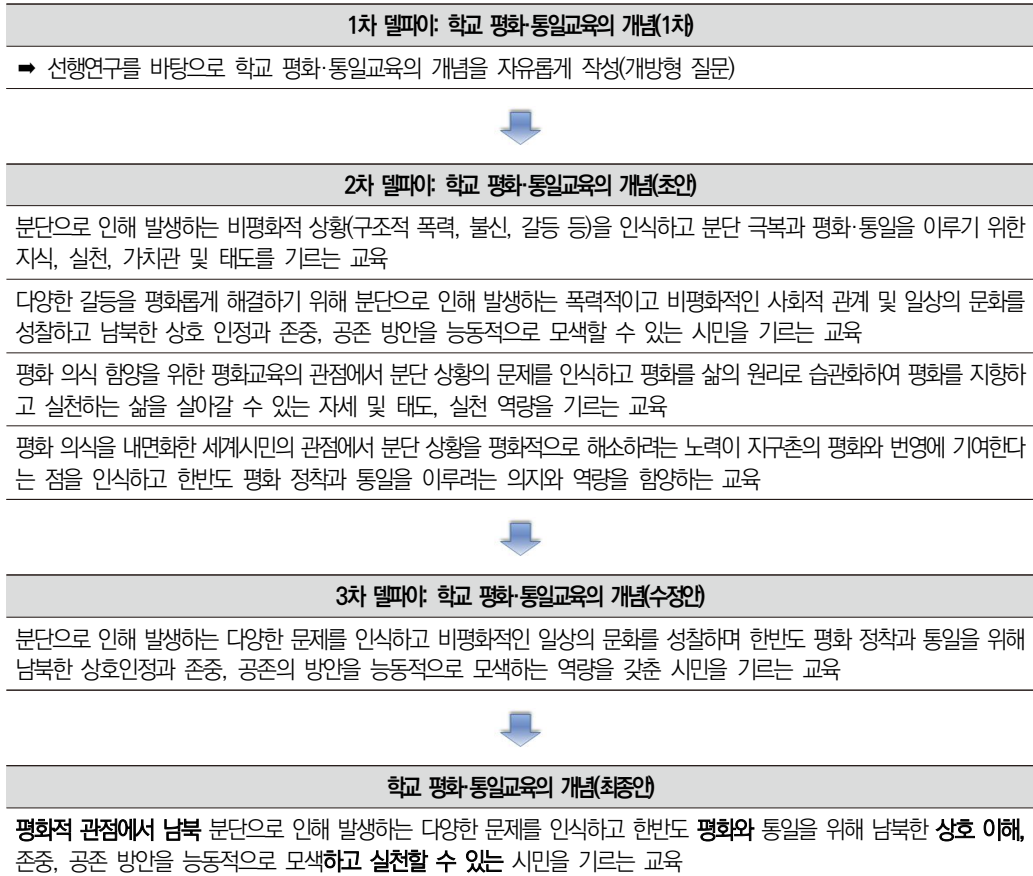 1차 델파이: 학교 평화·통일교육의 개념(1차)
➡ 선행연구를 바탕으로 학교 평화·통일교육의 개념을 자유롭게 작성(개방형 질문)
2차 델파이: 학교 평화·통일교육의 개념(초안)
분단으로 인해 발생하는 비평화적 상황(구조적 폭력, 불신, 갈등 등)을 인식하고 분단 극복과 평화·통일을 이루기 위한
지식, 실천, 가치관 및 태도를 기르는 교육
다양한 갈등을 평화롭게 해결하기 위해 분단으로 인해 발생하는 폭력적이고 비평화적인 사회적 관계 및 일상의 문화를
성찰하고 남북한 상호 인정과 존중, 공존 방안을 능동적으로 모색할 수 있는 시민을 기르는 교육
평화 의식 함양을 위한 평화교육의 관점에서 분단 상황의 문제를 인식하고 평화를 삶의 원리로 습관화하여 평화를 지향하
고 실천하는 삶을 살아갈 수 있는 자세 및 태도, 실천 역량을 기르는 교육
평화 의식을 내면화한 세계시민의 관점에서 분단 상황을 평화적으로 해소하려는 노력이 지구촌의 평화와 번영에 기여한다
는 점을 인식하고 한반도 평화 정착과 통일을 이루려는 의지와 역량을 함양하는 교육
3차 델파이: 학교 평화·통일교육의 개념(수정안)
분단으로 인해 발생하는 다양한 문제를 인식하고 비평화적인 일상의 문화를 성찰하며 한반도 평화 정착과 통일을 위해
남북한 상호인정과 존중, 공존의 방안을 능동적으로 모색하는 역량을 갖춘 시민을 기르는 교육
학교 평화·통일교육의 개념(최종안)
평화적 관점에서 남북 분단으로 인해 발생하는 다양한 문제를 인식하고 한반도 평화와 통일을 위해 남북한 상호 이해,
존중, 공존 방안을 능동적으로 모색하고 실천할 수 있는 시민을 기르는 교육